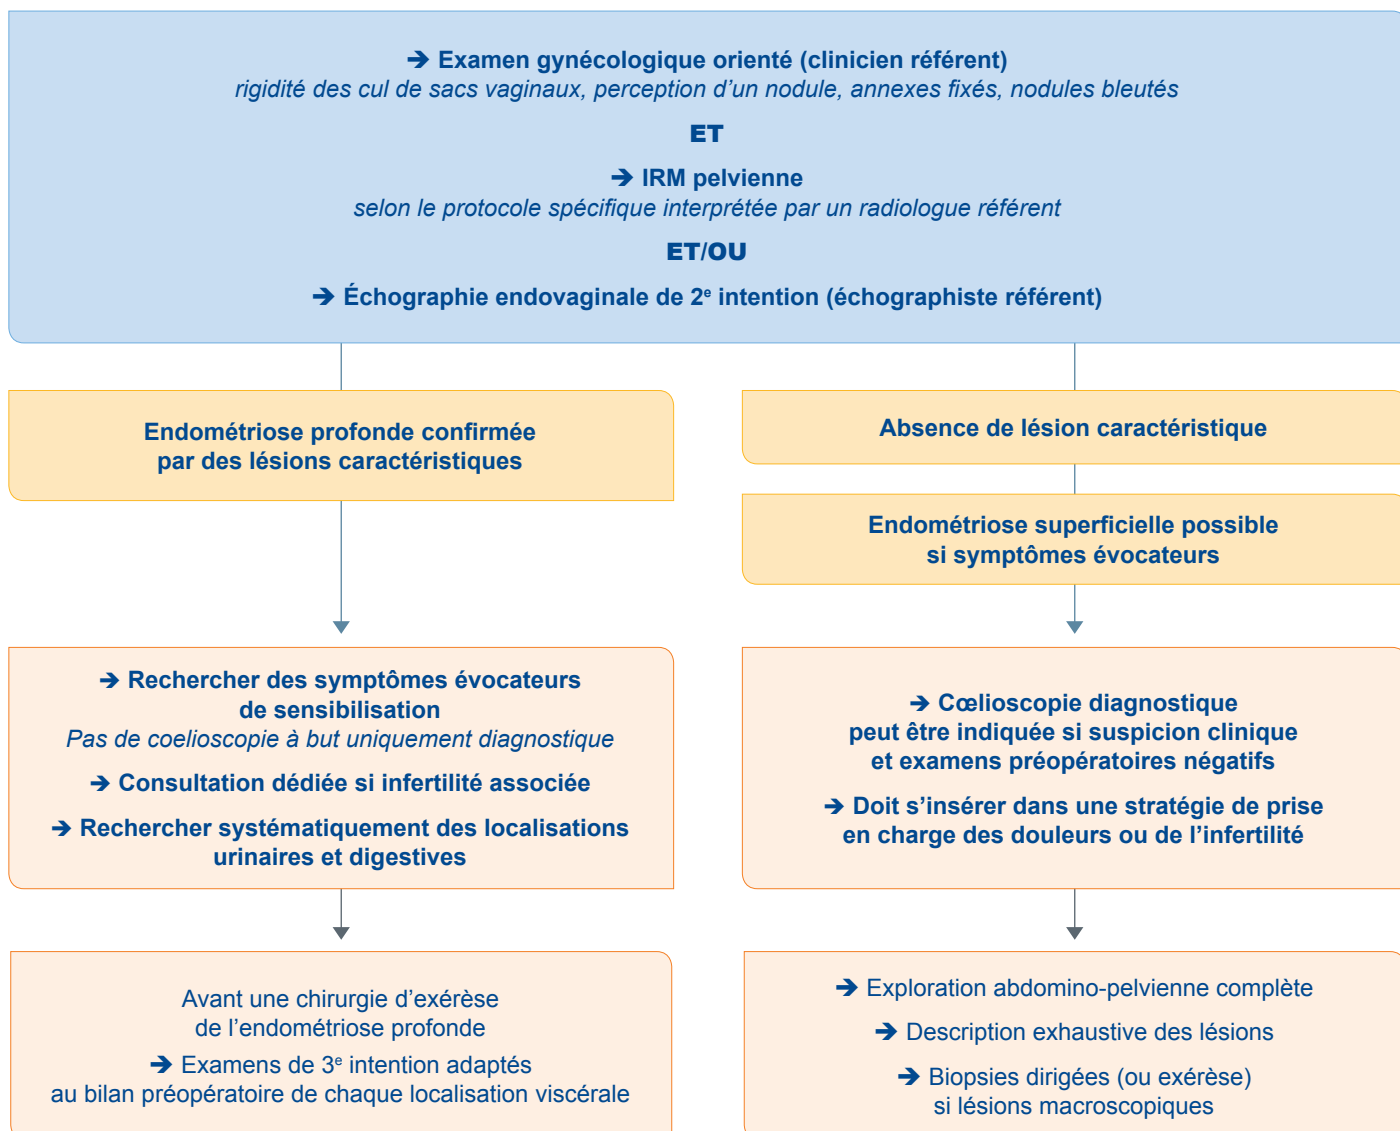 ➔ Examen gynécologique orienté (clinicien référent)
rigidité des cul de sacs vaginaux, perception d'un nodule, annexes fixés, nodules bleutés
ET
➔ IRM pelvienne
selon le protocole spécifique interprétée par un radiologue référent
ET/OU
➔ Échographie endovaginale de 2e intention (échographiste référent)
Endométriose profonde confirmée
par des lésions caractéristiques
Absence de lésion caractéristique
Endométriose superficielle possible
si symptômes évocateurs
➔ Rechercher des symptômes évocateurs
de sensibilisation
Pas de coelioscopie à but uniquement diagnostique
➔ Consultation dédiée si infertilité associée
➔ Rechercher systématiquement des localisations
urinaires et digestives
➔ Cœlioscopie diagnostique
peut être indiquée si suspicion clinique
et examens préopératoires négatifs
➔ Doit s'insérer dans une stratégie de prise
en charge des douleurs ou de l'infertilité
Avant une chirurgie d'exérèse
de l'endométriose profonde
➔ Examens de 3e intention adaptés
au bilan préopératoire de chaque localisation viscérale
➔ Exploration abdomino-pelvienne complète
➔ Description exhaustive des lésions
➔ Biopsies dirigées (ou exérèse)
si lésions macroscopiques